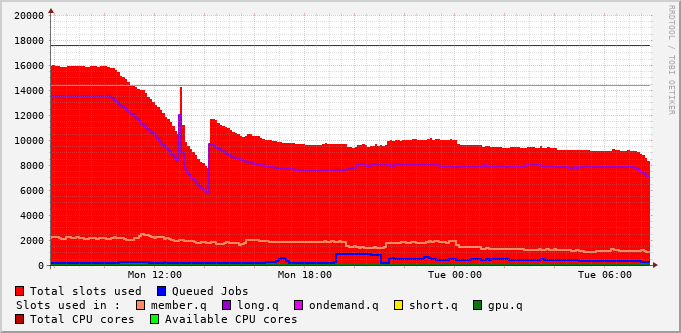 20000
18000
16000
14000
12000
10000
8000
6000
4000
2000
0
Mon 12:00 Mon 18:00 Tue 00:00 Tue 06:00
RRDTOOL / TOBI OETIKER
Total slots used Queued Jobs
Slots used in : member.q long.q ondemand.q short.q gpu.q
Total CPU cores Available CPU cores